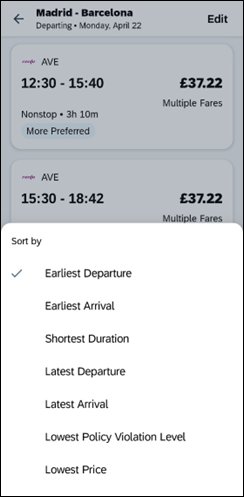 Madrid - Barcelona
Departing • Monday, April 22
Edit
AVE
12:30 - 15:40
£37.22
Multiple Fares
Nonstop • 3h 10m
More Preferred
AVE
15:30 - 18:42
£37.22
Multiple Fares
Sort by
Earliest Departure
Earliest Arrival
Shortest Duration
Latest Departure
Latest Arrival
Lowest Policy Violation Level
Lowest Price